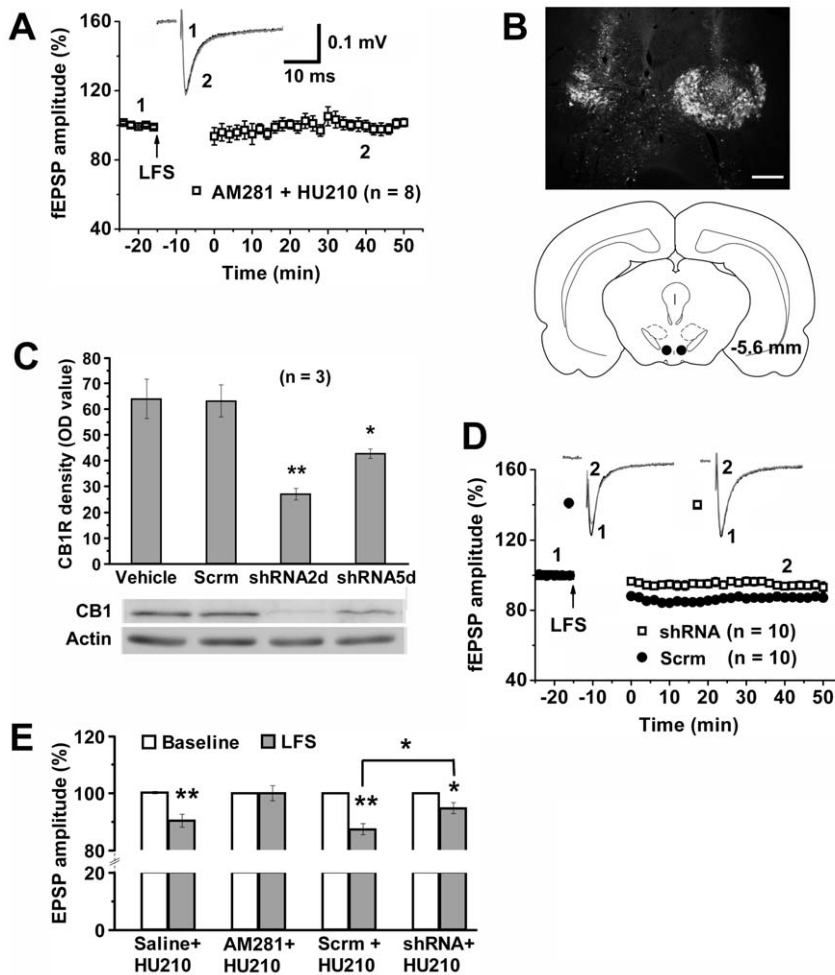 A
fEPSP amplitude (%)
160
120
80
40
1
2
0.1 mV
10 ms
1
LFS
2
AM281 + HU210 (n = 8)
-20 -10 0 10 20 30 40 50
Time (min)
B
-5.6 mm
C
CB1R density (OD value)
80
70
60
50
40
30
20
10
0
(n = 3)
**
*
Vehicle Scrm shRNA2d shRNA5d
CB1
Actin
D
fEPSP amplitude (%)
160
120
80
40
2
1
2
1
1
LFS
2
shRNA (n = 10)
Scrm (n = 10)
-20 -10 0 10 20 30 40 50
Time (min)
E
EPSP amplitude (%)
120
100
80
20
0
Baseline LFS
*
** ** *
Saline+ AM281+ Scrm + shRNA+
HU210 HU210 HU210 HU210